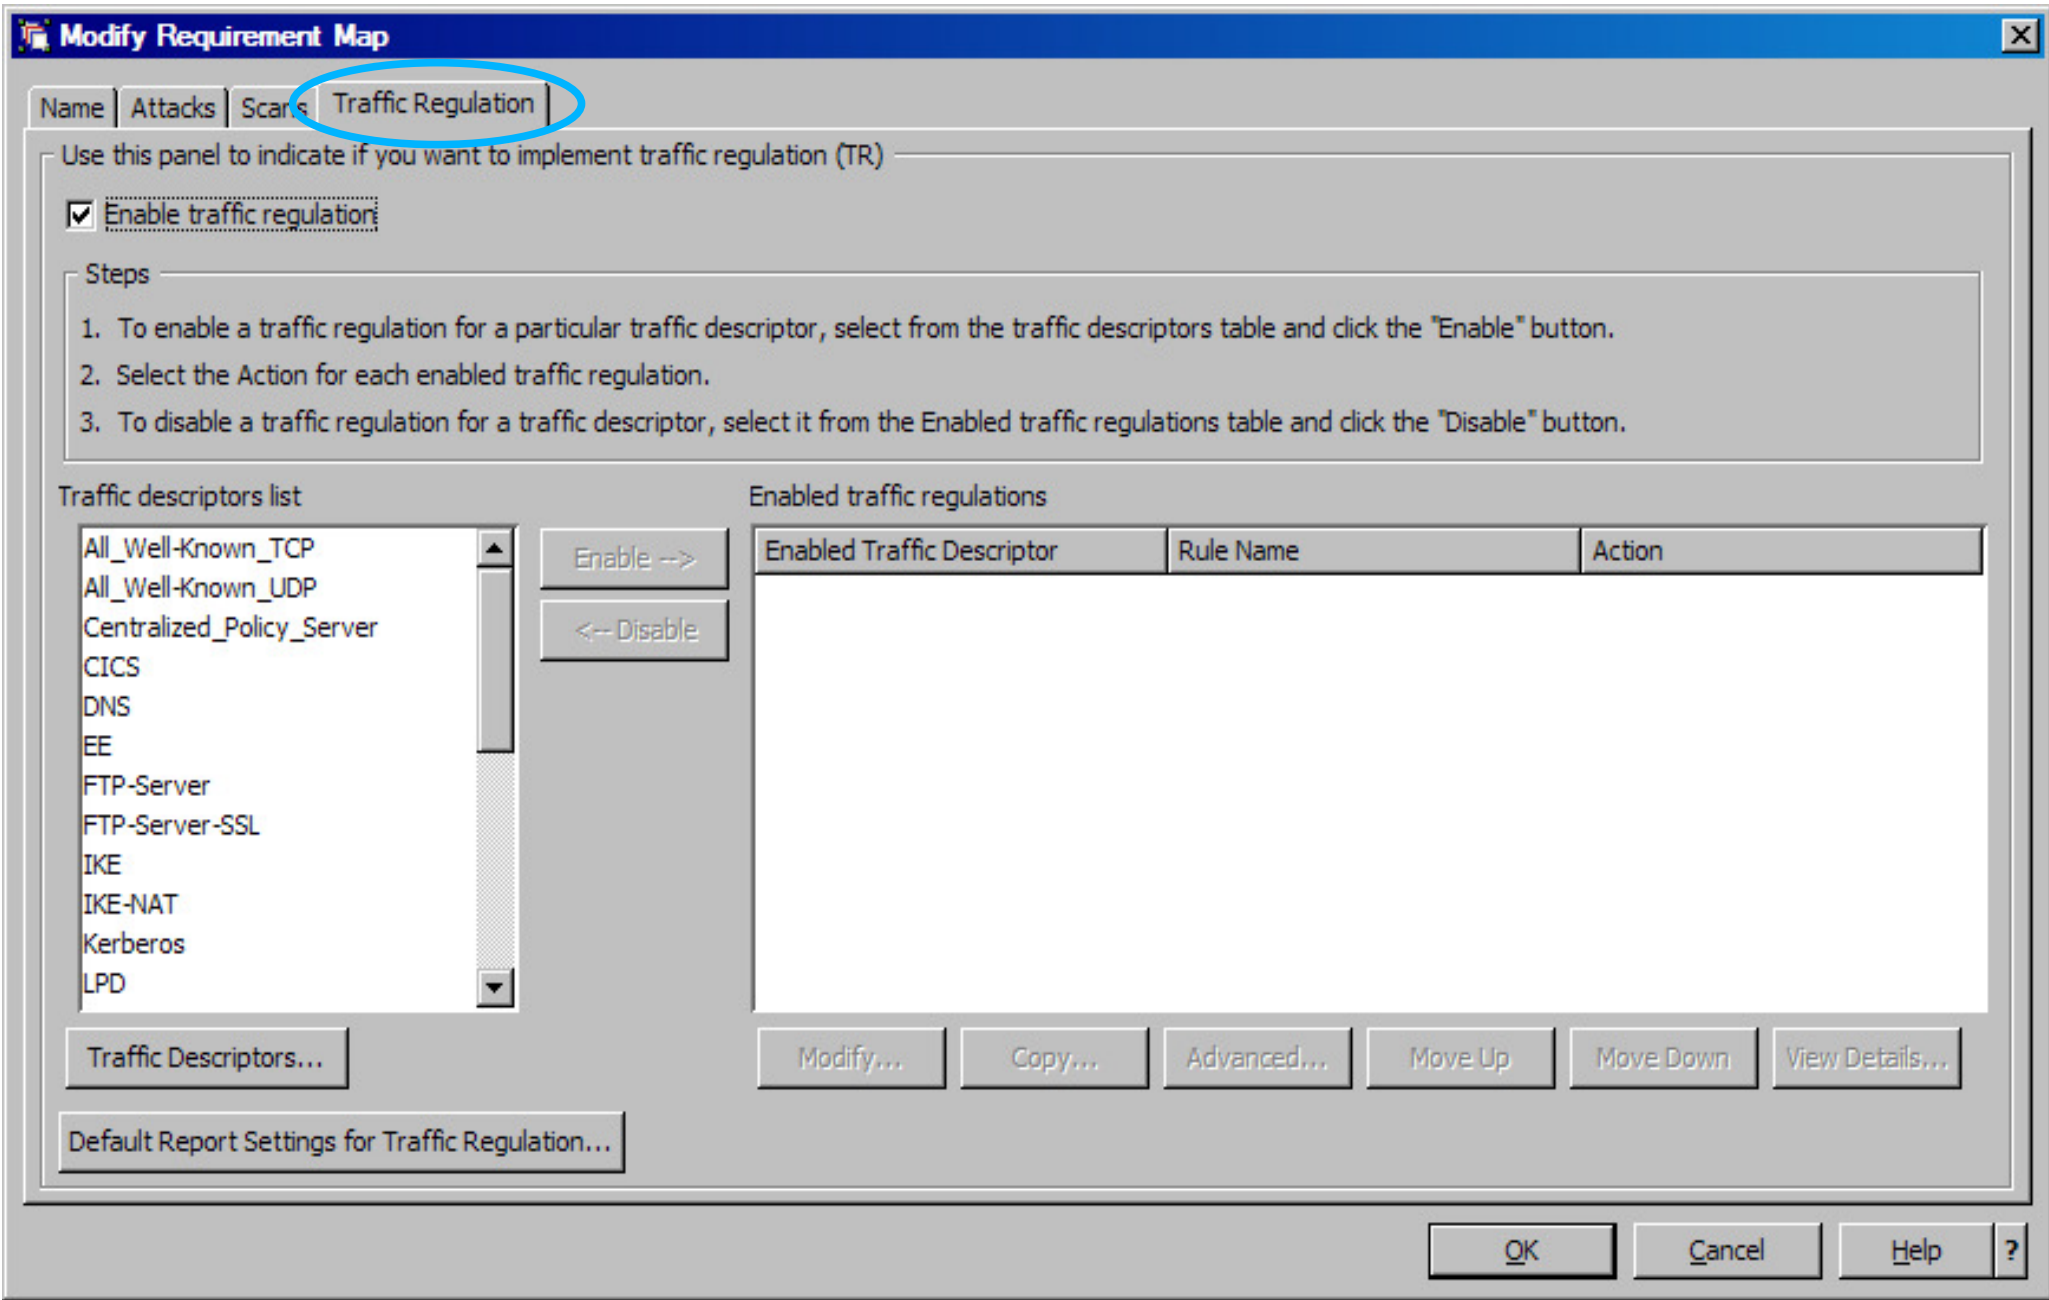 Modify Requirement Map
Name
Attacks
Scans
Traffic Regulation
Use this panel to indicate if you want to implement traffic regulation (TR)
Enable traffic regulation
Steps
1. To enable a traffic regulation for a particular traffic descriptor, select from the traffic descriptors table and click the "Enable" button.
2. Select the Action for each enabled traffic regulation.
3. To disable a traffic regulation for a traffic descriptor, select it from the Enabled traffic regulations table and click the "Disable" button.
Traffic descriptors list
All_Well-Known_TCP
All_Well-Known_UDP
Centralized_Policy_Server
CICS
DNS
EE
FTP-Server
FTP-Server-SSL
IKE
IKE-NAT
Kerberos
LPD
Enable -->
<-- Disable
Enabled traffic regulations
Enabled Traffic Descriptor
Rule Name
Action
Traffic Descriptors...
Modify...
Copy...
Advanced...
Move Up
Move Down
View Details...
Default Report Settings for Traffic Regulation...
OK
Cancel
Help
?